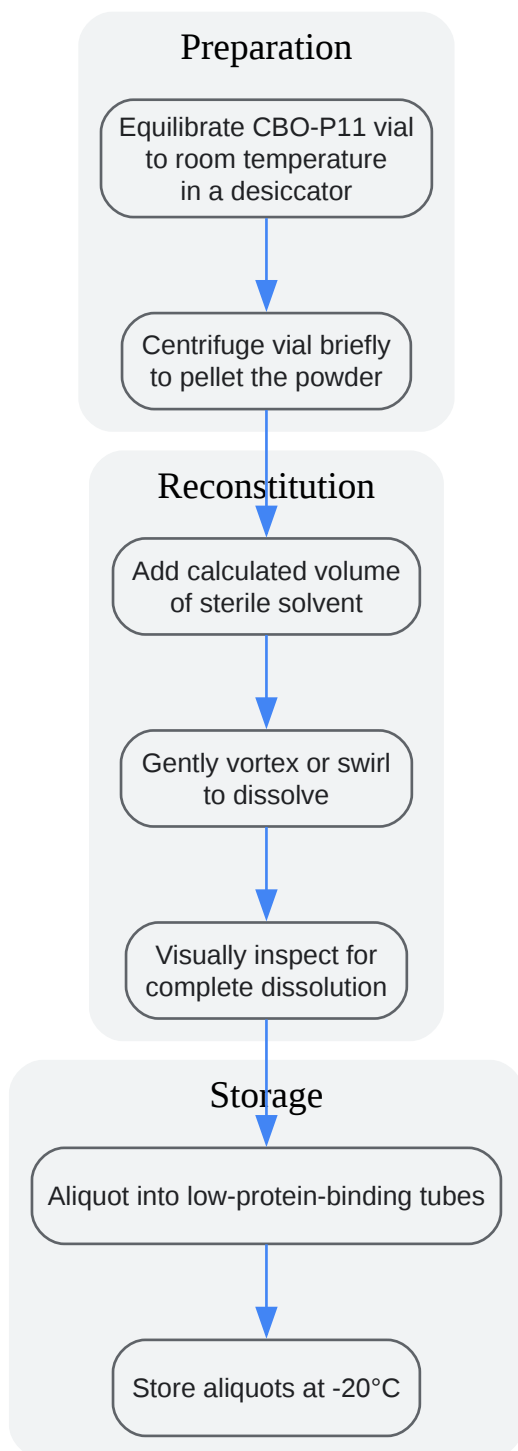 Preparation
Equilibrate CBO-P11 vial
to room temperature
in a desiccator
Centrifuge vial briefly
to pellet the powder
Reconstitution
Add calculated volume
of sterile solvent
Gently vortex or swirl
to dissolve
Visually inspect for
complete dissolution
Storage
Aliquot into low-protein-binding tubes
Store aliquots at -20°C